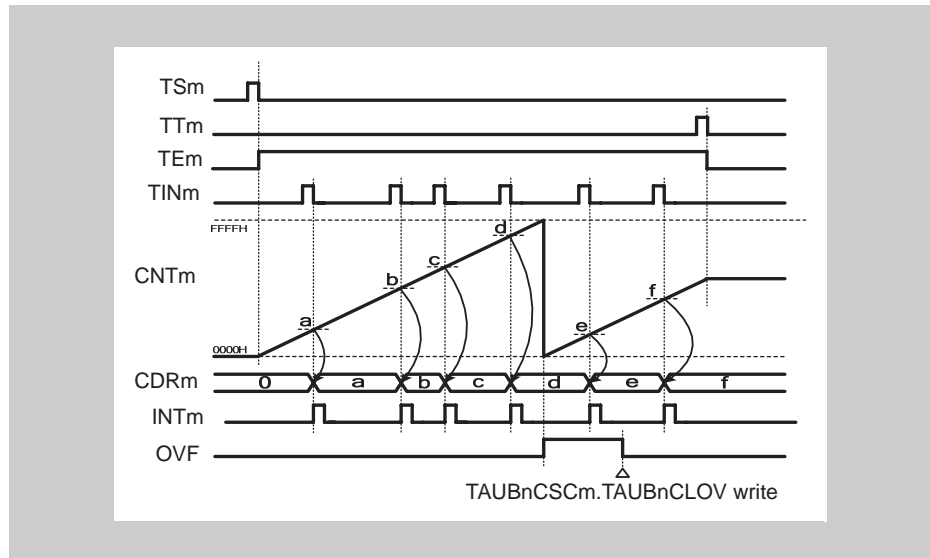 TSm
TTm
TEm
TINm
FFFFH
CNTm
a
b
c
d
e
f
0000H
CDRm 0 a b c d e f
INTm
OVF
TAUBnCSCm.TAUBnCLOV write